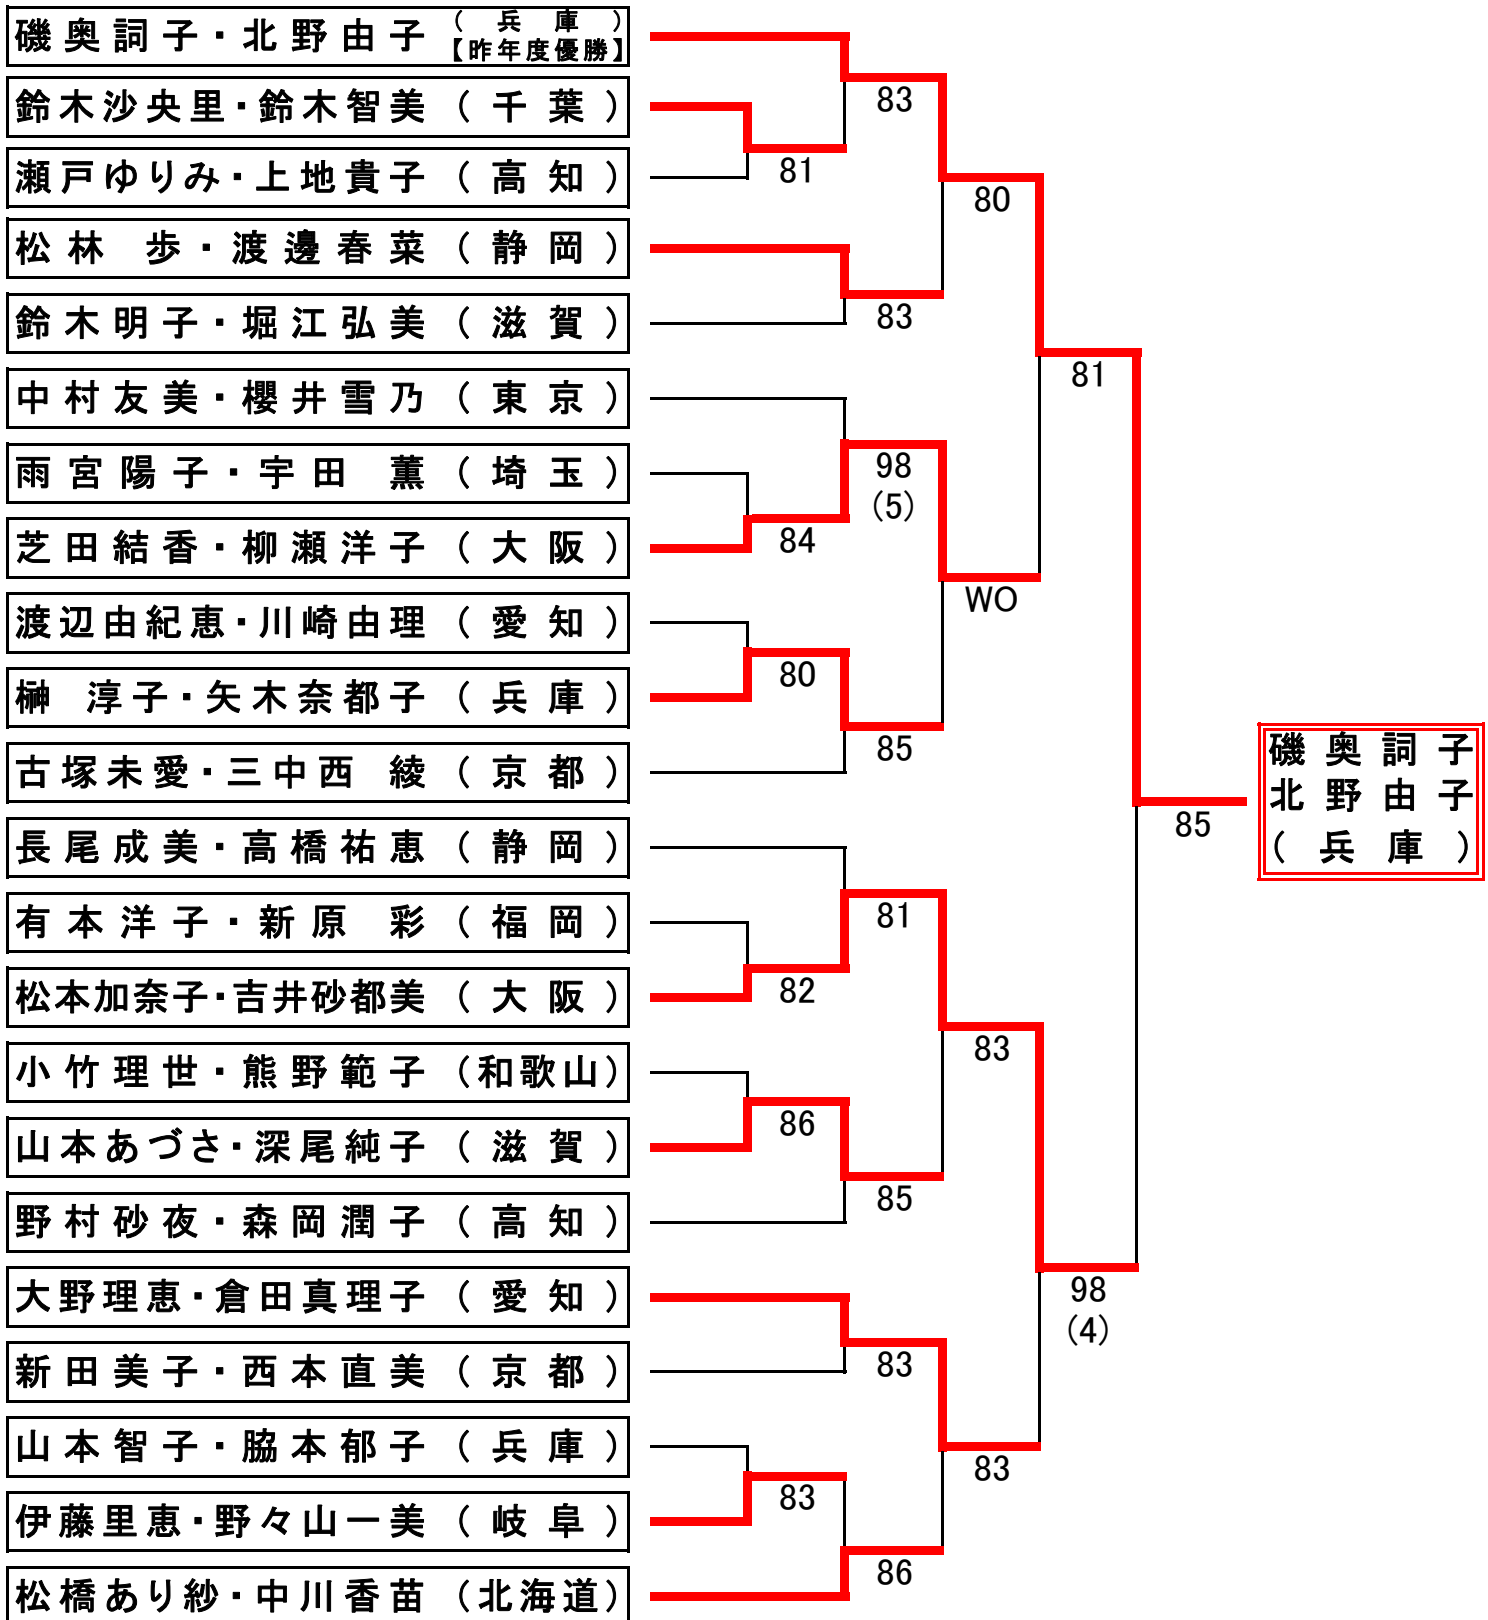 磯奥詞子・北野由子（兵庫）【昨年度優勝】
鈴木沙央里・鈴木智美（千葉）
瀬戸ゆりみ・上地貴子（高知）
松林　歩・渡邊春菜（静岡）
鈴木明子・堀江弘美（滋賀）
中村友美・櫻井雪乃（東京）
雨宮陽子・宇田　薫（埼玉）
芝田結香・柳瀬洋子（大阪）
渡辺由紀恵・川崎由理（愛知）
榊　淳子・矢木奈都子（兵庫）
古塚未愛・三中西　綾（京都）
長尾成美・高橋祐恵（静岡）
有本洋子・新原　彩（福岡）
松本加奈子・吉井砂都美（大阪）
小竹理世・熊野範子（和歌山）
山本あづさ・深尾純子（滋賀）
野村砂夜・森岡潤子（高知）
大野理恵・倉田真理子（愛知）
新田美子・西本直美（京都）
山本智子・脇本郁子（兵庫）
伊藤里恵・野々山一美（岐阜）
松橋あり紗・中川香苗（北海道）
81
84
80
82
86
83
83
83
98
(5)
85
81
85
83
86
80
WO
83
83
81
98
(4)
85
磯奥詞子
北野由子
（兵庫）